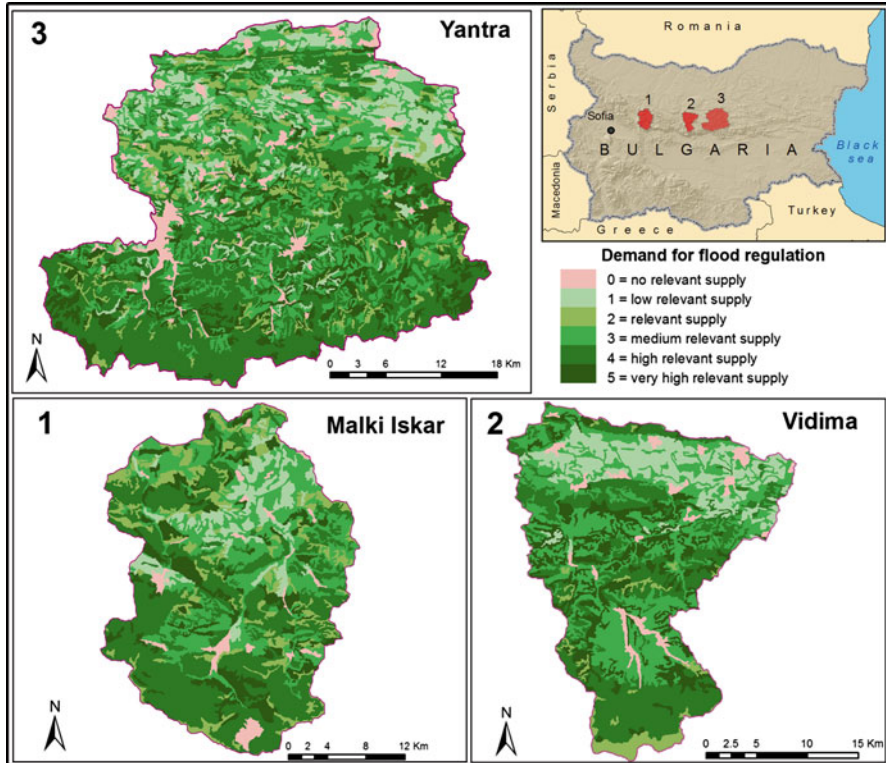 3
Yantra
N
0 3 6 12 18 Km
Romania
Serbia
1
2
3
Sofia
BULGARIA
Black
sea
Macedonia
Greece
Turkey
Demand for flood regulation
0 = no relevant supply
1 = low relevant supply
2 = relevant supply
3 = medium relevant supply
4 = high relevant supply
5 = very high relevant supply
1
Malki Iskar
N
0 2 4 8 12 Km
2
Vidima
N
0 2.5 5 10 15 Km